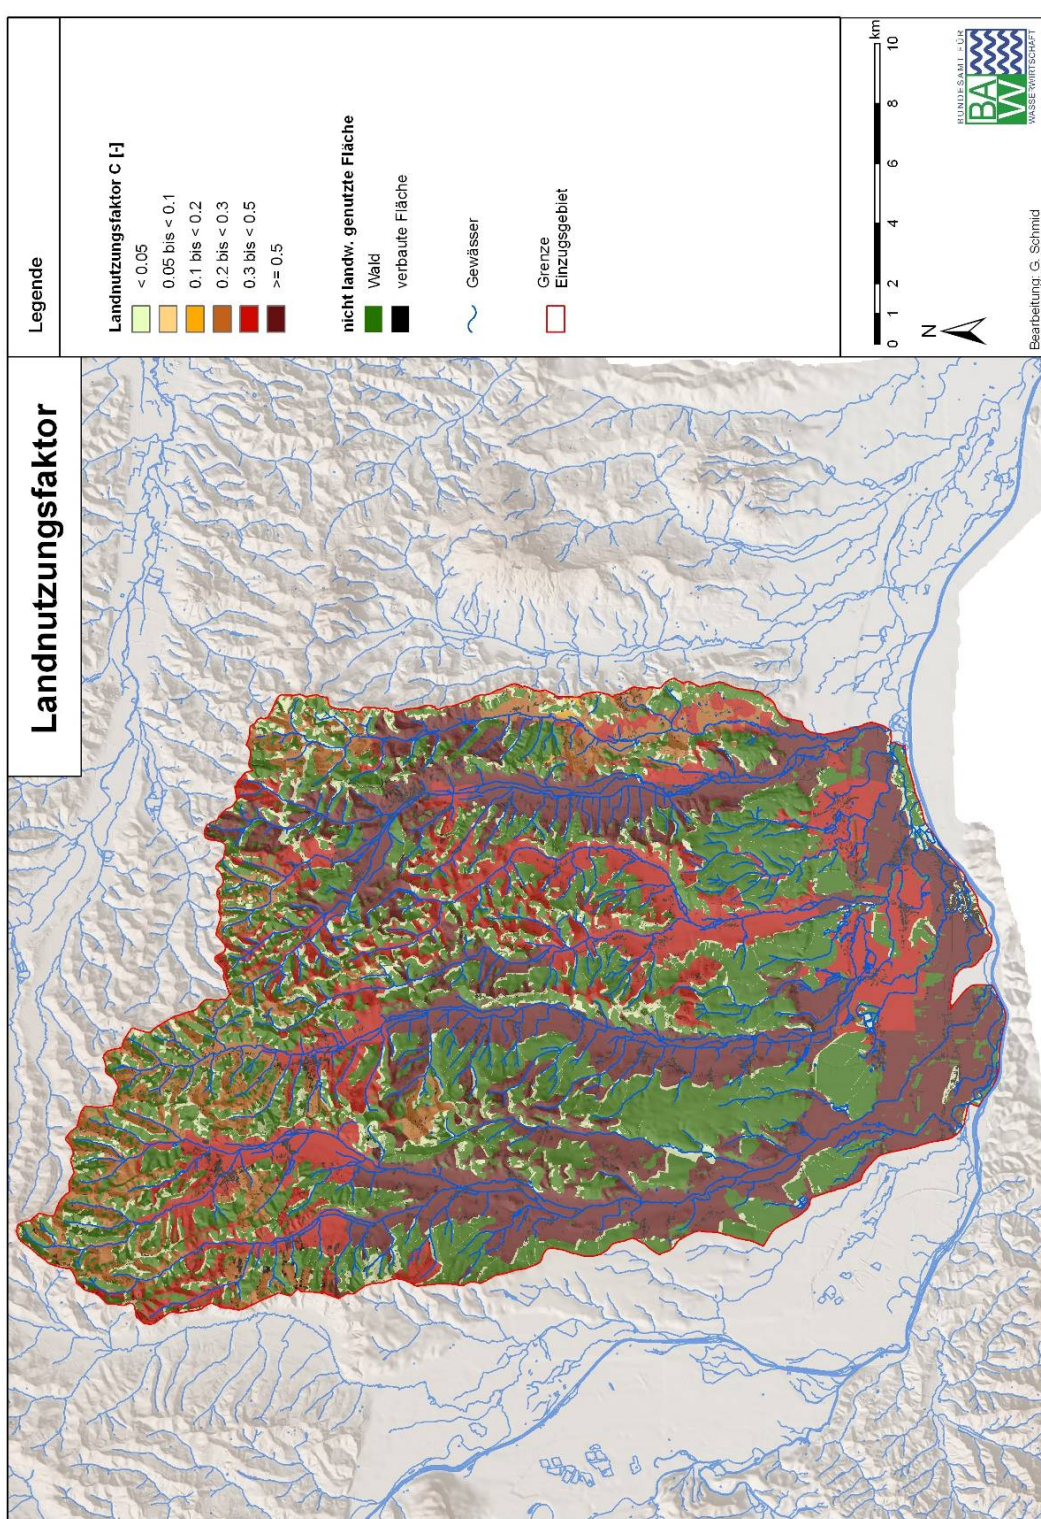 Landnutzungsfaktor
Legende
Landnutzungsfaktor C [-]
< 0.05
0.05 bis < 0.1
0.1 bis < 0.2
0.2 bis < 0.3
0.3 bis < 0.5
>= 0.5
nicht landw. genutzte Fläche
Wald
verbaute Fläche
Gewässer
Grenze
Einzugsgebiet
0 1 2 4 6 8 10
km
N
Bearbeitung: G. Schmid
BUNDESAMT FÜR
BA
W
WASSERWIRTSCHAFT